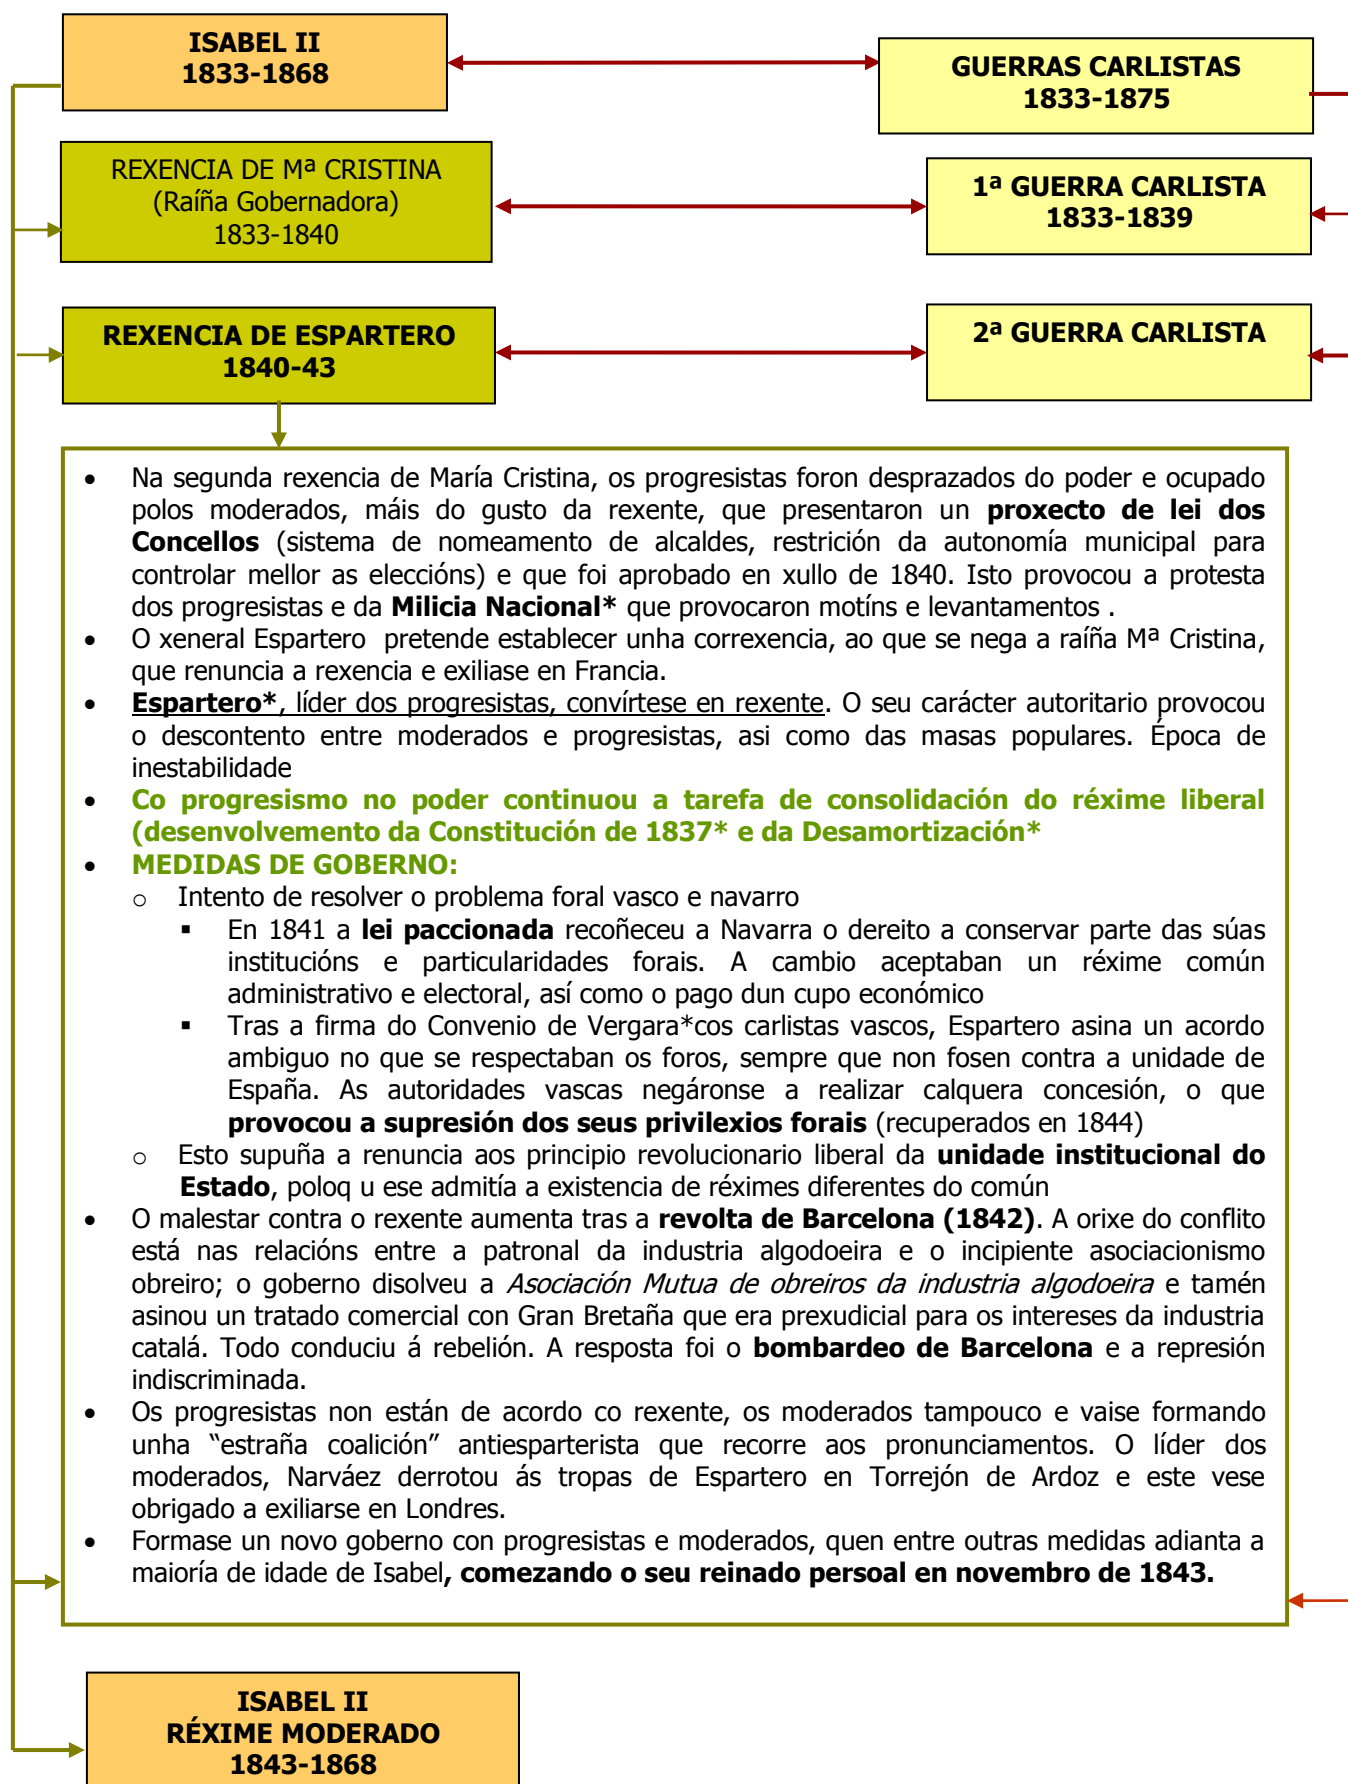 ISABEL II
1833-1868
GUERRAS CARLISTAS
1833-1875
REXENCIA DE Mª CRISTINA
(Raíña Gobernadora)
1833-1840
1ª GUERRA CARLISTA
1833-1839
REXENCIA DE ESPARTERO
1840-43
2ª GUERRA CARLISTA
• Na segunda rexencia de María Cristina, os progresistas foron desprazados do poder e ocupado
polos moderados, máis do gusto da rexente, que presentaron un proxecto de lei dos
Concellos (sistema de nomeamento de alcaldes, restrición da autonomía municipal para
controlar mellor as eleccións) e que foi aprobado en xullo de 1840. Isto provocou a protesta
dos progresistas e da Milicia Nacional* que provocaron motíns e levantamentos .
• O xeneral Espartero pretende establecer unha correxencia, ao que se nega a raíña Mª Cristina,
que renuncia a rexencia e exiliase en Francia.
• Espartero*, líder dos progresistas, convírtese en rexente. O seu carácter autoritario provocou
o descontento entre moderados e progresistas, asi como das masas populares. Época de
inestabilidade
• Co progresismo no poder continuou a tarefa de consolidación do réxime liberal
(desenvolvemento da Constitución de 1837* e da Desamortización*
• MEDIDAS DE GOBERNO:
o Intento de resolver o problema foral vasco e navarro
▪ En 1841 a lei paccionada recoñeceu a Navarra o dereito a conservar parte das súas
institucións e particularidades forais. A cambio aceptaban un réxime común
administrativo e electoral, así como o pago dun cupo económico
▪ Tras a firma do Convenio de Vergara*cos carlistas vascos, Espartero asina un acordo
ambiguo no que se respectaban os foros, sempre que non fosen contra a unidade de
España. As autoridades vascas negáronse a realizar calquera concesión, o que
provocou a supresión dos seus privilexios forais (recuperados en 1844)
o Esto supuña a renuncia aos principio revolucionario liberal da unidade institucional do
Estado, poloq u ese admitía a existencia de réximes diferentes do común
• O malestar contra o rexente aumenta tras a revolta de Barcelona (1842). A orixe do conflito
está nas relacións entre a patronal da industria algodoeira e o incipiente asociacionismo
obreiro; o goberno disolveu a Asociación Mutua de obreiros da industria algodoeira e tamén
asinou un tratado comercial con Gran Bretaña que era prexudicial para os intereses da industria
catalá. Todo conduciu á rebelión. A resposta foi o bombardeo de Barcelona e a represión
indiscriminada.
• Os progresistas non están de acordo co rexente, os moderados tampouco e vaise formando
unha “estraña coalición” antiesparterista que recorre aos pronunciamentos. O líder dos
moderados, Narváez derrotou ás tropas de Espartero en Torrejón de Ardoz e este vese
obrigado a exiliarse en Londres.
• Formase un novo goberno con progresistas e moderados, quen entre outras medidas adianta a
maioría de idade de Isabel, comezando o seu reinado persoal en novembro de 1843.
ISABEL II
RÉXIME MODERADO
1843-1868